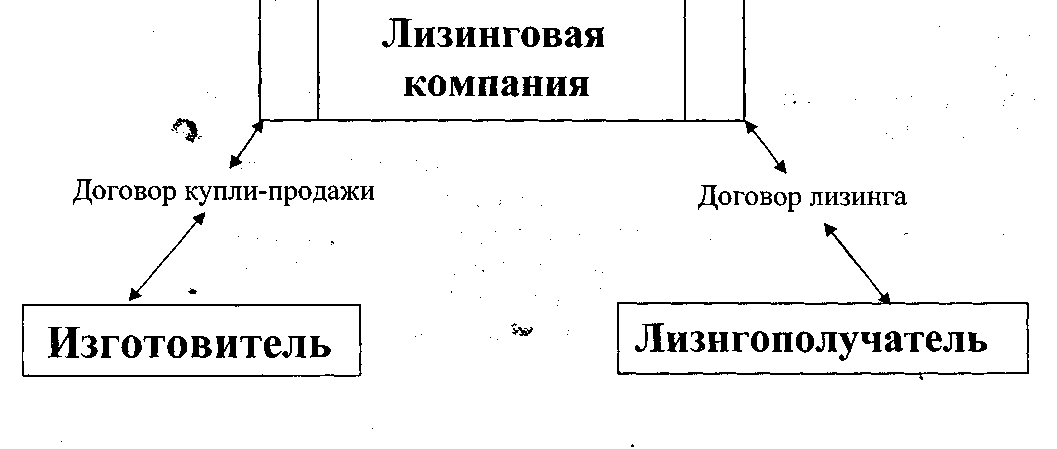 Лизинговая
компания
Договор купли-продажи
Договор лизинга
Изготовитель
Лизнгополучатель